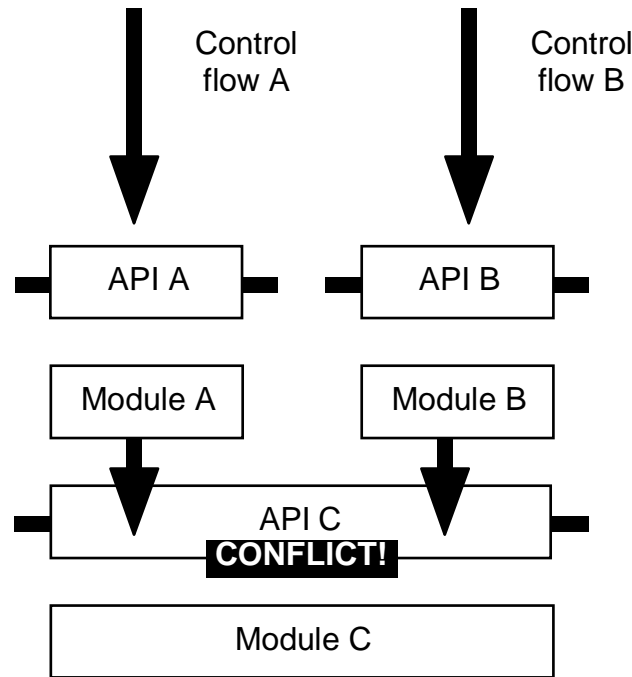 Control
flow A
Control
flow B
API A
API B
Module A
Module B
API C
CONFLICT!
Module C